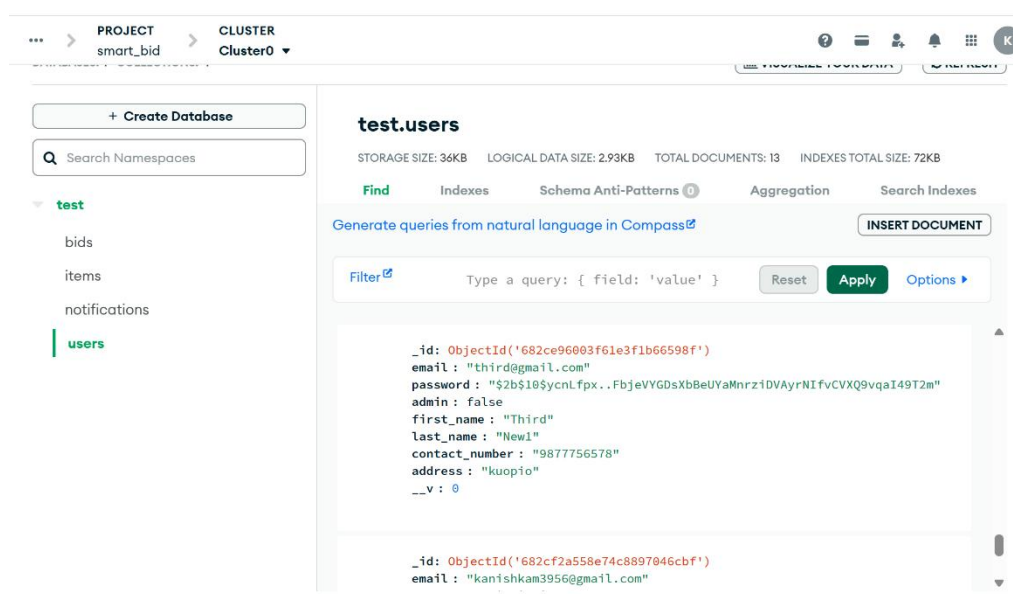 ... PROJECT CLUSTER
smart_bid Cluster0
VISUALIZE YOUR DATA REFRESH
+ Create Database
Search Namespaces
test
bids
items
notifications
users
test.users
STORAGE SIZE: 36KB LOGICAL DATA SIZE: 2.93KB TOTAL DOCUMENTS: 13 INDEXES TOTAL SIZE: 72KB
Find Indexes Schema Anti-Patterns 0 Aggregation Search Indexes
Generate queries from natural language in Compass
INSERT DOCUMENT
Filter Type a query: { field: 'value' } Reset Apply Options
_id: ObjectId('682ce96003f61e3f1b66598f')
email : "third@gmail.com"
password : "$2b$10$ycnLfpx..FbjeVYGDsXbBeUYaMnrziDVAyrNIfvCVXQ9vqaI49T2m"
admin : false
first_name : "Third"
last_name : "New1"
contact_number : "9877756578"
address : "kuopio"
__v : 0
_id: ObjectId('682cf2a558e74c8897046cbf')
email : "kanishkam3956@gmail.com"
K